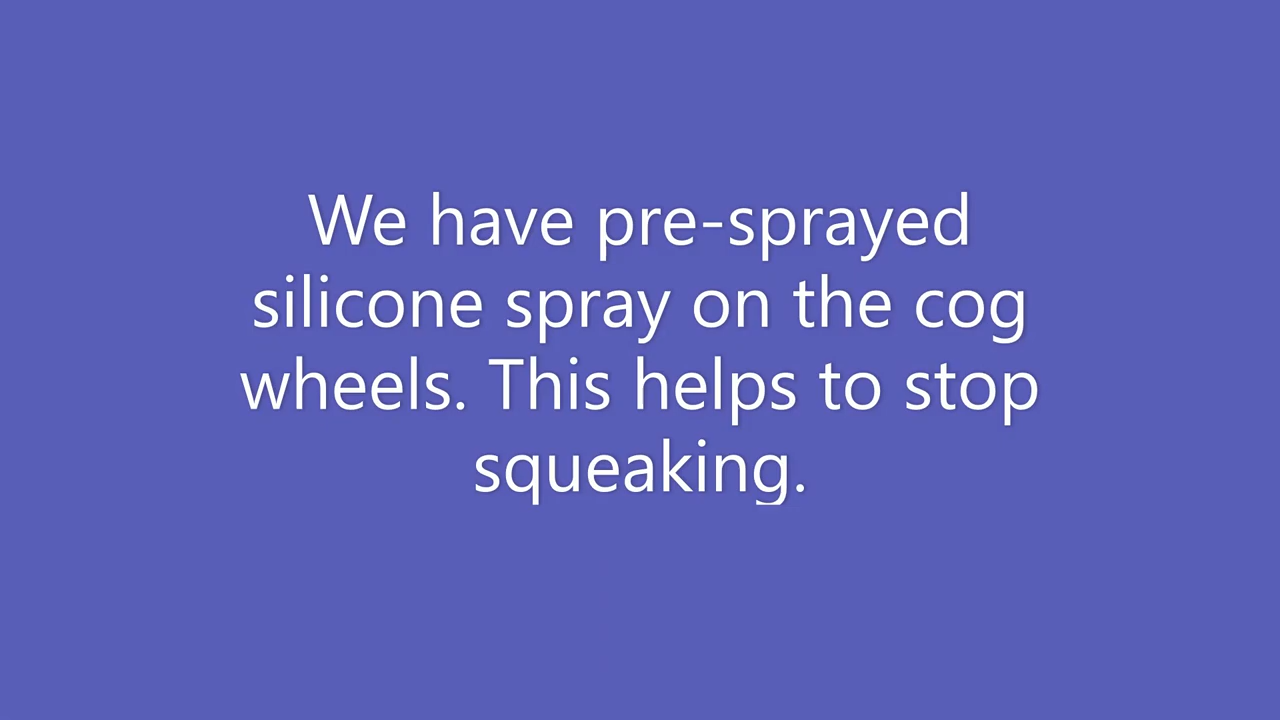 We have pre-sprayed
silicone spray on the cog
wheels. This helps to stop
squeaking.